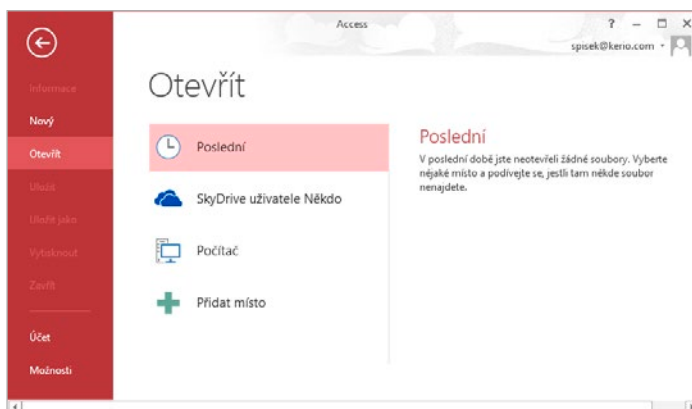 Access
?
spisek@kerio.com
Informace
Nový
Otevřít
Uložit
Uložit jako
Vytisknout
Zavřít
Účet
Možnosti
Otevřít
Poslední
SkyDrive uživatele Někdo
Počítač
Přidat místo
Poslední
V poslední době jste neotevřeli žádné soubory. Vyberte
nějaké místo a podívejte se, jestli tam někde soubor
nenajdete.